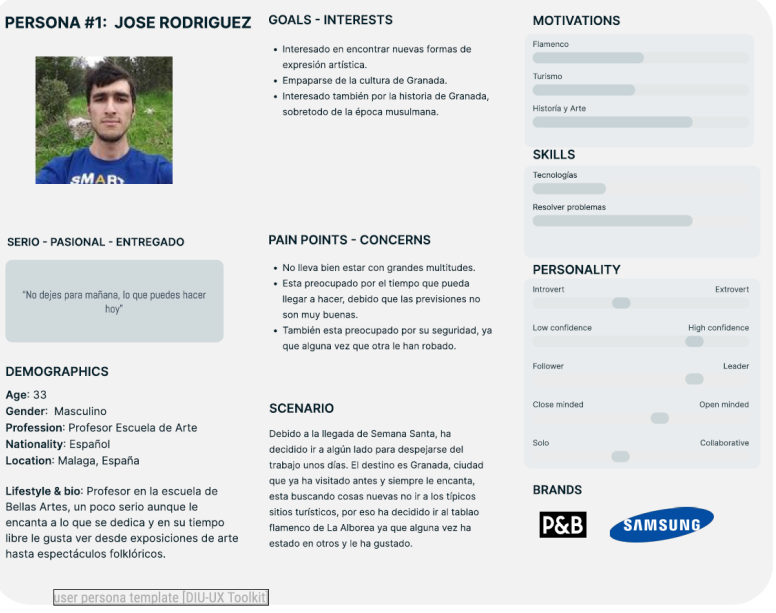 PERSONA #1: JOSE RODRIGUEZ
SMART
SERIO - PASIONAL - ENTREGADO
"No dejes para mañana, lo que puedes hacer
hoy"
DEMOGRAPHICS
Age: 33
Gender: Masculino
Profession: Profesor Escuela de Arte
Nationality: Español
Location: Malaga, España
Lifestyle & bio: Profesor en la escuela de
Bellas Artes, un poco serio aunque le
encanta a lo que se dedica y en su tiempo
libre le gusta ver desde exposiciones de arte
hasta espectáculos folklóricos.
GOALS - INTERESTS
• Interesado en encontrar nuevas formas de
expresión artística.
• Empaparse de la cultura de Granada.
• Interesado también por la historia de Granada,
sobretodo de la época musulmana.
PAIN POINTS - CONCERNS
• No lleva bien estar con grandes multitudes.
• Esta preocupado por el tiempo que pueda
llegar a hacer, debido que las previsiones no
son muy buenas.
• También esta preocupado por su seguridad, ya
que alguna vez que otra le han robado.
SCENARIO
Debido a la llegada de Semana Santa, ha
decidido ir a algún lado para despejarse del
trabajo unos días. El destino es Granada, ciudad
que ya ha visitado antes y siempre le encanta,
esta buscando cosas nuevas no ir a los típicos
sitios turísticos, por eso ha decidido ir al tablao
flamenco de La Alborea ya que alguna vez ha
estado en otros y le ha gustado.
MOTIVATIONS
Flamenco
Turismo
Historía y Arte
SKILLS
Tecnologías
Resolver problemas
PERSONALITY
Introvert Extrovert
Low confidence High confidence
Follower Leader
Close minded Open minded
Solo Collaborative
BRANDS
P&B
SAMSUNG
user persona template [DIU-UX Toolkit]